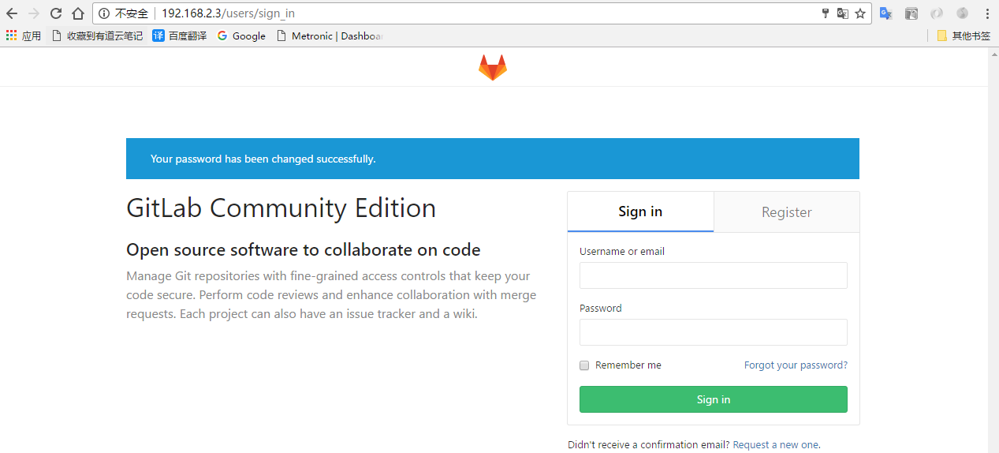 不安全 192.168.2.3/users/sign_in
应用 收藏到有道云笔记 译 百度翻译 Google Metronic | Dashboa 其他书签
Your password has been changed successfully.
GitLab Community Edition
Open source software to collaborate on code
Manage Git repositories with fine-grained access controls that keep your
code secure. Perform code reviews and enhance collaboration with merge
requests. Each project can also have an issue tracker and a wiki.
Sign in Register
Username or email
Password
Remember me Forgot your password?
Sign in
Didn't receive a confirmation email? Request a new one.